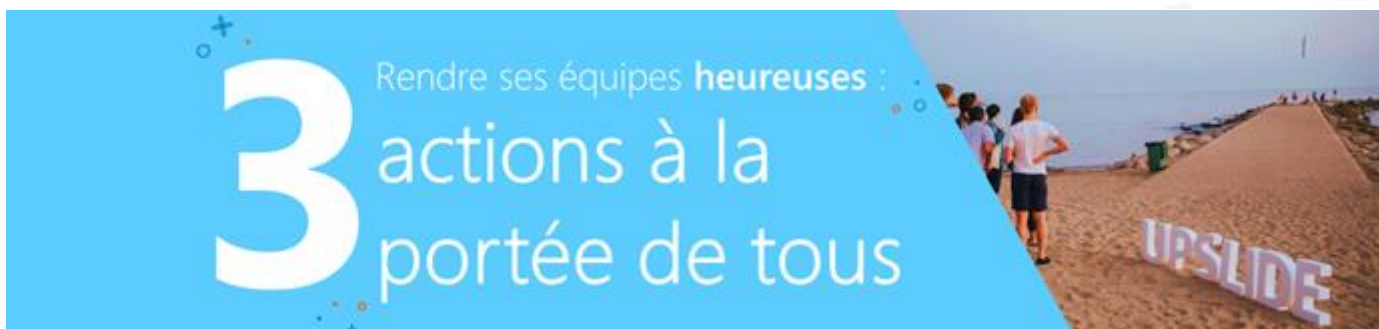 Rendre ses équipes heureuses :
3 actions à la
portée de tous
UPSLIDE